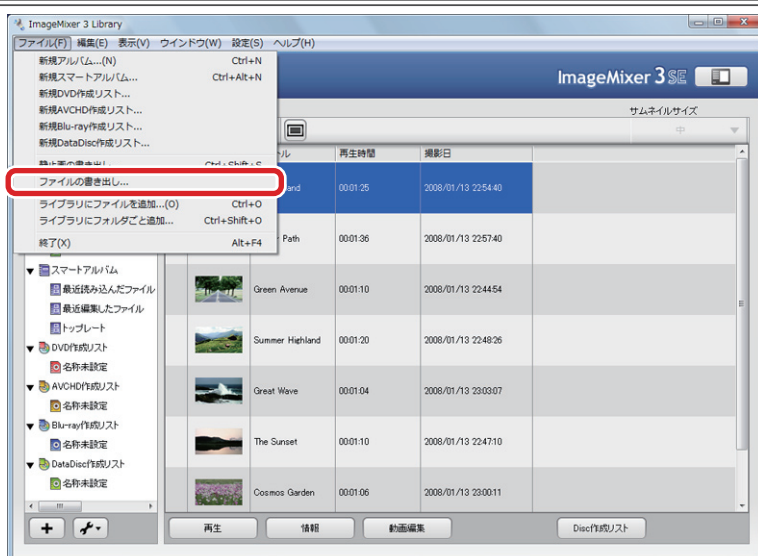 ImageMixer 3 Library
ファイル(F) 編集(E) 表示(V) ウインドウ(W) 設定(S) ヘルプ(H)
新規アルバム...(N) Ctrl+N
新規スマートアルバム... Ctrl+Alt+N
新規DVD作成リスト...
新規AVCHD作成リスト...
新規Blu-ray作成リスト...
新規DataDisc作成リスト...
静止画の書き出し Ctrl+Shift+S
ファイルの書き出し...
ライブラリにファイルを追加...(O) Ctrl+O
ライブラリにフォルダごと追加... Ctrl+Shift+O
終了(X) Alt+F4
ImageMixer 3 SE
サムネイルサイズ
中
再生時間 撮影日
00:01:25 2008/01/13 22:54:40
Path 00:01:36 2008/01/13 22:57:40
Green Avenue 00:01:10 2008/01/13 22:44:54
Summer Highland 00:01:20 2008/01/13 22:48:26
Great Wave 00:01:04 2008/01/13 23:03:07
The Sunset 00:01:10 2008/01/13 22:47:10
Cosmos Garden 00:01:06 2008/01/13 23:00:11
スマートアルバム
最近読み込んだファイル
最近編集したファイル
トップレート
DVD作成リスト
名称未設定
AVCHD作成リスト
名称未設定
Blu-ray作成リスト
名称未設定
DataDisc作成リスト
名称未設定
再生 情報 動画編集 Disc作成リスト